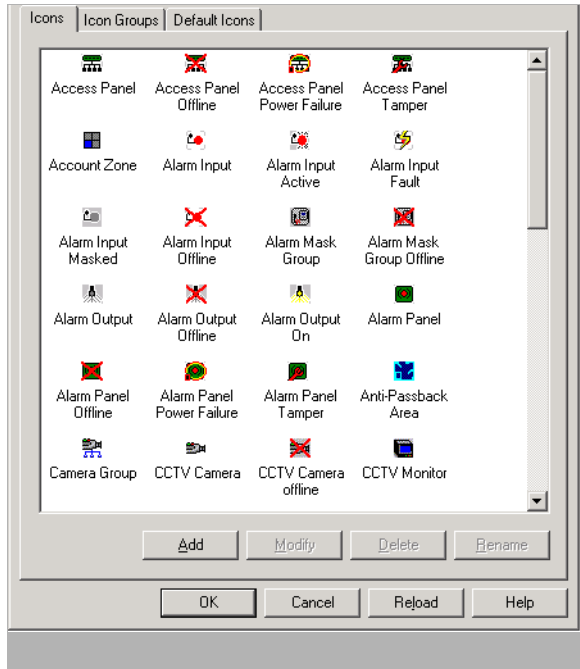 Icons Icon Groups Default Icons
Access Panel Access Panel Access Panel Access Panel
Offline Power Failure Tamper
Account Zone Alarm Input Alarm Input Alarm Input
Active Fault
Alarm Input Alarm Input Alarm Mask Alarm Mask
Masked Offline Group Group Offline
Alarm Output Alarm Output Alarm Output Alarm Panel
Offline On
Alarm Panel Alarm Panel Alarm Panel Anti-Passback
Offline Power Failure Tamper Area
Camera Group CCTV Camera CCTV Camera CCTV Monitor
offline
Add Modify Delete Rename
OK Cancel Reload Help